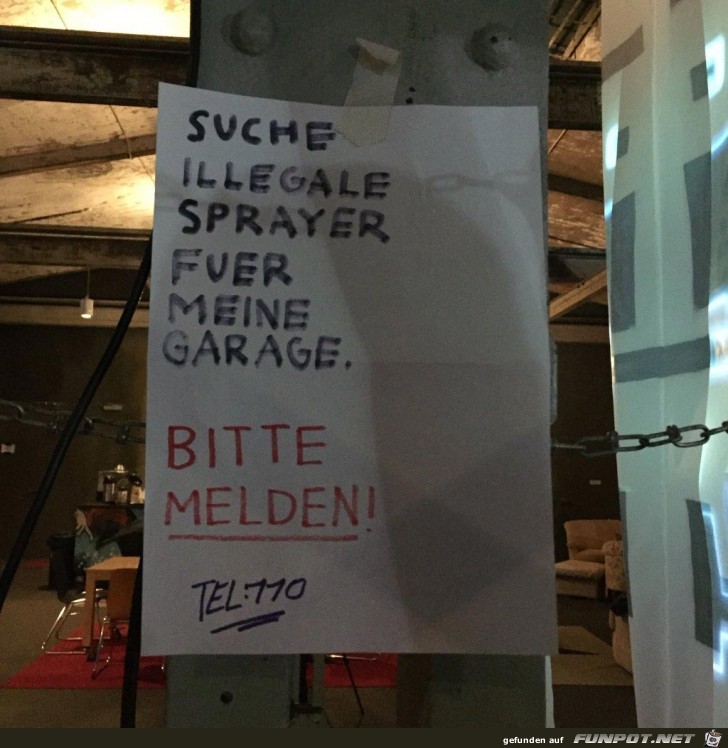 SUCHE
ILLEGALE
SPRAYER
FUER
MEINE
GARAGE.
BITTE
MELDEN!
TEL:110
gefunden auf FUNPOT.NET